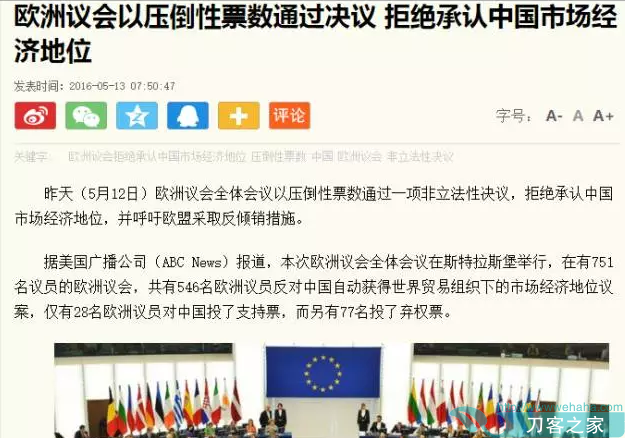 欧洲议会以压倒性票数通过决议 拒绝承认中国市场经
济地位
发表时间：2016-05-13 07:50:47
评论
字号： A- A A+
关键字： 欧洲议会拒绝承认中国市场经济地位 压倒性票数 中国 欧洲议会 非立法性决议
昨天（5月12日）欧洲议会全体会议以压倒性票数通过一项非立法性决议，拒绝承认中国
市场经济地位，并呼吁欧盟采取反倾销措施。
据美国广播公司（ABC News）报道，本次欧洲议会全体会议在斯特拉斯堡举行，在有751
名议员的欧洲议会，共有546名欧洲议员反对中国自动获得世界贸易组织下的市场经济地位议
案，仅有28名欧洲议员对中国投了支持票，而另有77名投了弃权票。
刀客之家